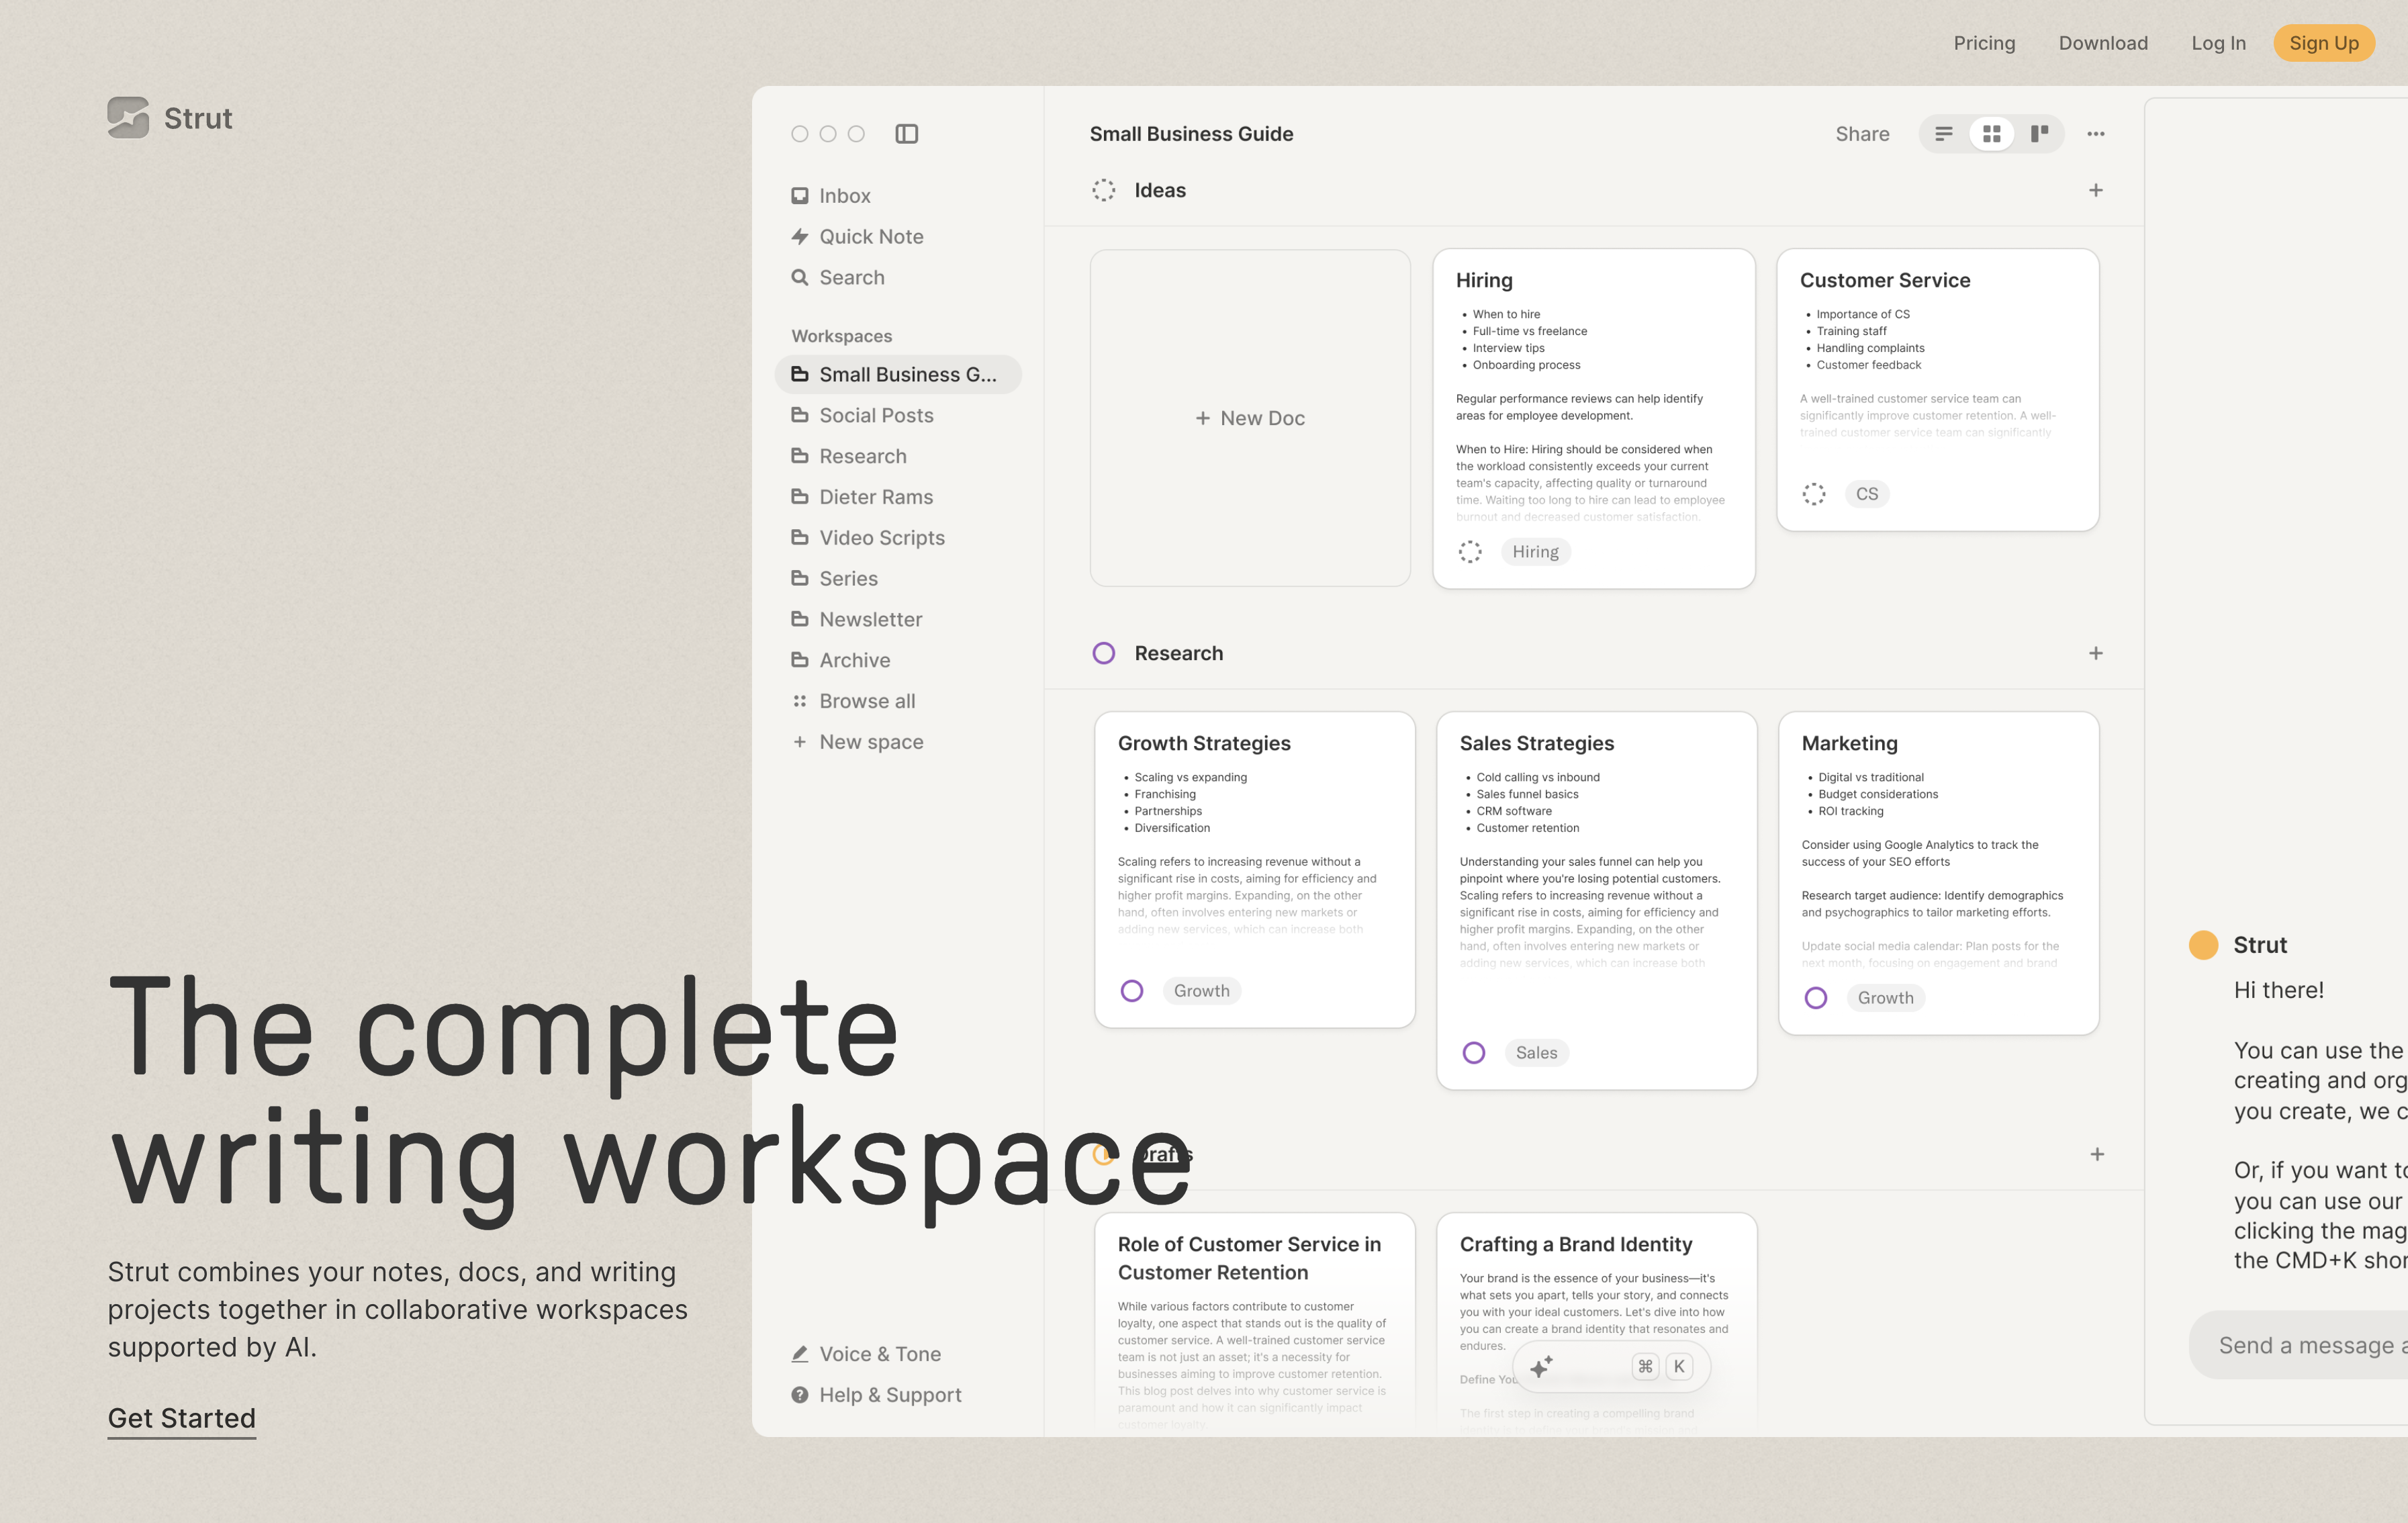 Pricing
Download
Log In
Sign Up
Strut
Inbox
Quick Note
Search
Workspaces
Small Business G...
Social Posts
Research
Dieter Rams
Video Scripts
Series
Newsletter
Archive
Browse all
New space
Voice & Tone
Help & Support
Small Business Guide
Share
Ideas
New Doc
Hiring
• When to hire
• Full-time vs freelance
• Interview tips
• Onboarding process
Regular performance reviews can help identify
areas for employee development.
When to Hire: Hiring should be considered when
the workload consistently exceeds your current
team's capacity, affecting quality or turnaround
time. Waiting too long to hire can lead to employee
burnout and decreased customer satisfaction.
Hiring
Customer Service
• Importance of CS
• Training staff
• Handling complaints
• Customer feedback
A well-trained customer service team can
significantly improve customer retention. A well-
trained customer service team can significantly
CS
Research
Growth Strategies
• Scaling vs expanding
• Franchising
• Partnerships
• Diversification
Scaling refers to increasing revenue without a
significant rise in costs, aiming for efficiency and
higher profit margins. Expanding, on the other
hand, often involves entering new markets or
adding new services, which can increase both
Growth
Sales Strategies
• Cold calling vs inbound
• Sales funnel basics
• CRM software
• Customer retention
Understanding your sales funnel can help you
pinpoint where you're losing potential customers.
Scaling refers to increasing revenue without a
significant rise in costs, aiming for efficiency and
higher profit margins. Expanding, on the other
hand, often involves entering new markets or
adding new services, which can increase both
Sales
Marketing
• Digital vs traditional
• Budget considerations
• ROI tracking
Consider using Google Analytics to track the
success of your SEO efforts
Research target audience: Identify demographics
and psychographics to tailor marketing efforts.
Update social media calendar: Plan posts for the
next month, focusing on engagement and brand
Growth
Drafts
Role of Customer Service in
Customer Retention
While various factors contribute to customer
loyalty, one aspect that stands out is the quality of
customer service. A well-trained customer service
team is not just an asset; it's a necessity for
businesses aiming to improve customer retention.
This blog post delves into why customer service is
paramount and how it can significantly impact
customer loyalty.
Crafting a Brand Identity
Your brand is the essence of your business—it's
what sets you apart, tells your story, and connects
you with your ideal customers. Let's dive into how
you can create a brand identity that resonates and
endures.
Define You
The first step in creating a compelling brand
⌘ K
Strut
Hi there!
You can use the
creating and org
you create, we c
Or, if you want to
you can use our
clicking the mag
the CMD+K shor
Send a message a
The complete
writing workspace
Strut combines your notes, docs, and writing
projects together in collaborative workspaces
supported by AI.
Get Started